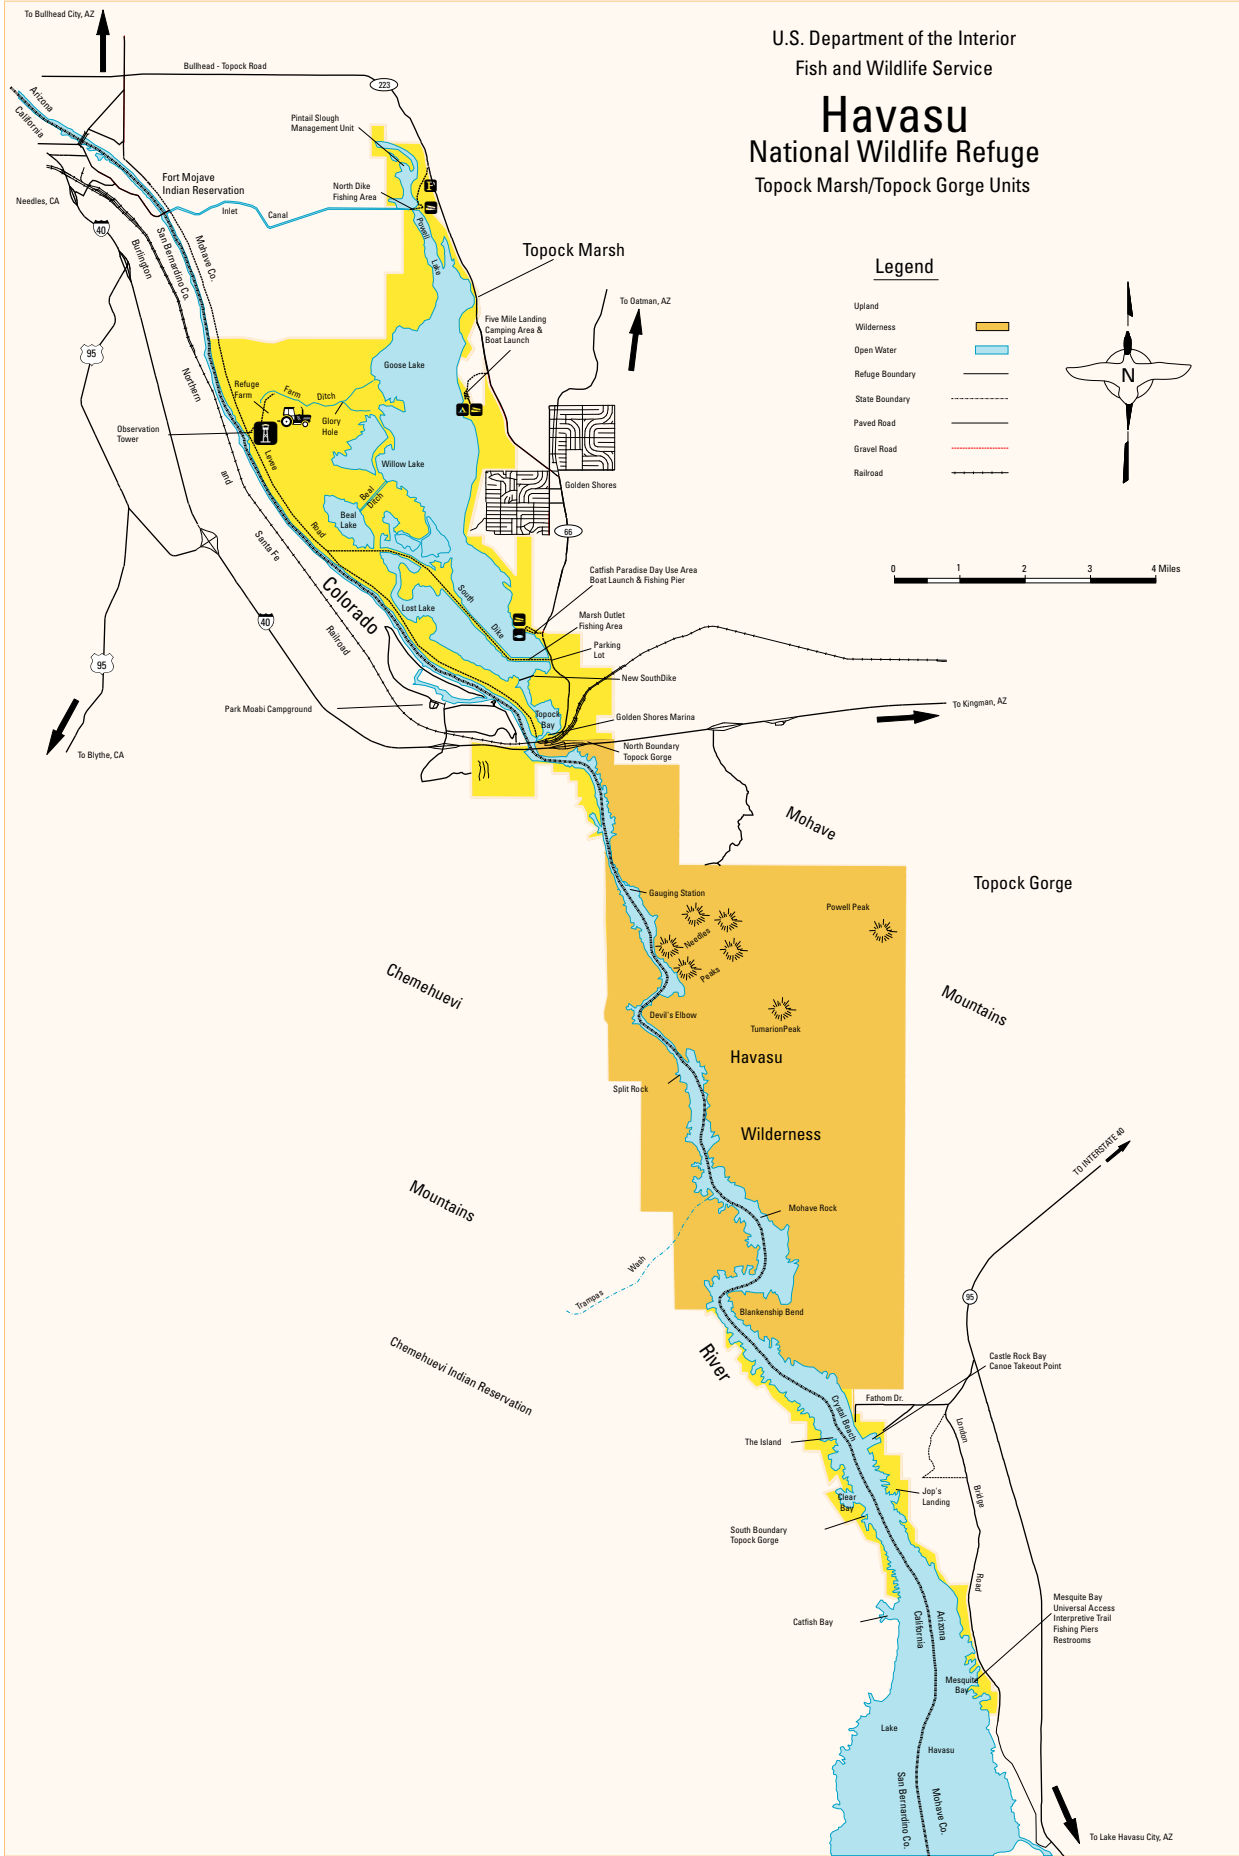 To Bullhead City, AZ
U.S. Department of the Interior
Fish and Wildlife Service
Havasu
National Wildlife Refuge
Topock Marsh/Topock Gorge Units
Bullhead - Topock Road
223
Arizona
California
Pintail Slough
Management Unit
Fort Mojave
Indian Reservation
North Dike
Fishing Area
Needles, CA
Inlet
Canal
40
Burlington
San Bernardino Co.
Mohave Co.
Powell
Lake
Topock Marsh
Legend
Upland
Wilderness
Open Water
Refuge Boundary
State Boundary
Paved Road
Gravel Road
Railroad
N
To Oatman, AZ
Five Mile Landing
Camping Area &
Boat Launch
95
Northern
Goose Lake
Refuge
Farm
Farm
Ditch
Glory
Hole
Observation
Tower
Levee
Willow Lake
and
Beal
Ditch
Beal
Lake
Golden Shores
66
Road
Santa Fe
0
1
2
3
4 Miles
Catfish Paradise Day Use Area
Boat Launch & Fishing Pier
Colorado
South
Lost Lake
Marsh Outlet
Fishing Area
40
Railroad
Dike
Parking
Lot
95
New SouthDike
Park Moabi Campground
Topock
Bay
Golden Shores Marina
To Kingman, AZ
To Blythe, CA
North Boundary
Topock Gorge
Mohave
Topock Gorge
Gauging Station
Powell Peak
Needles
Peaks
Chemehuevi
Mountains
Devil's Elbow
TumarionPeak
Havasu
Split Rock
Wilderness
TO INTERSTATE 40
Mountains
Mohave Rock
Wash
Trampas
95
Blankenship Bend
Chemehuevi Indian Reservation
River
Castle Rock Bay
Canoe Takeout Point
Fathom Dr.
Crystal Beach
London
The Island
Clear
Bay
Jop's
Landing
Bridge
South Boundary
Topock Gorge
Road
Mesquite Bay
Universal Access
Interpretive Trail
Fishing Piers
Restrooms
Catfish Bay
California
Arizona
Mesquite
Bay
Lake
Havasu
San Bernardino Co.
Mohave Co.
To Lake Havasu City, AZ